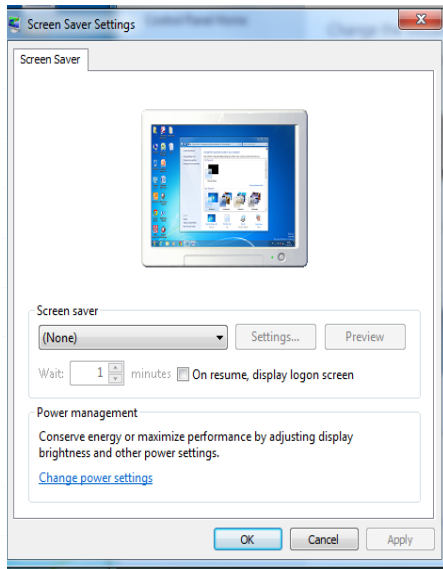 Screen Saver Settings
Screen Saver
Screen saver
(None)
Settings...
Preview
Wait: 1 minutes
On resume, display logon screen
Power management
Conserve energy or maximize performance by adjusting display
brightness and other power settings.
Change power settings
OK
Cancel
Apply